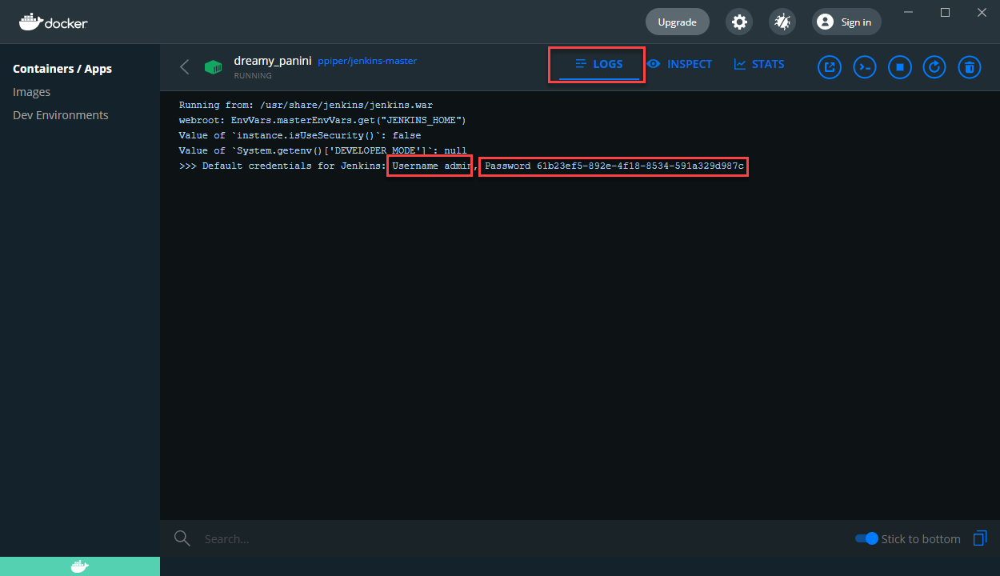 docker
Upgrade
Sign in
Containers / Apps
Images
Dev Environments
dreamy_panini ppiper/jenkins-master
RUNNING
LOGS
INSPECT
STATS
Running from: /usr/share/jenkins/jenkins.war
webroot: EnvVars.masterEnvVars.get("JENKINS_HOME")
Value of `instance.isUseSecurity()`: false
Value of `System.getenv()['DEVELOPER_MODE']`: null
>>> Default credentials for Jenkins: Username admin, Password 61b23ef5-892e-4f18-8534-591a329d987c
Search...
Stick to bottom